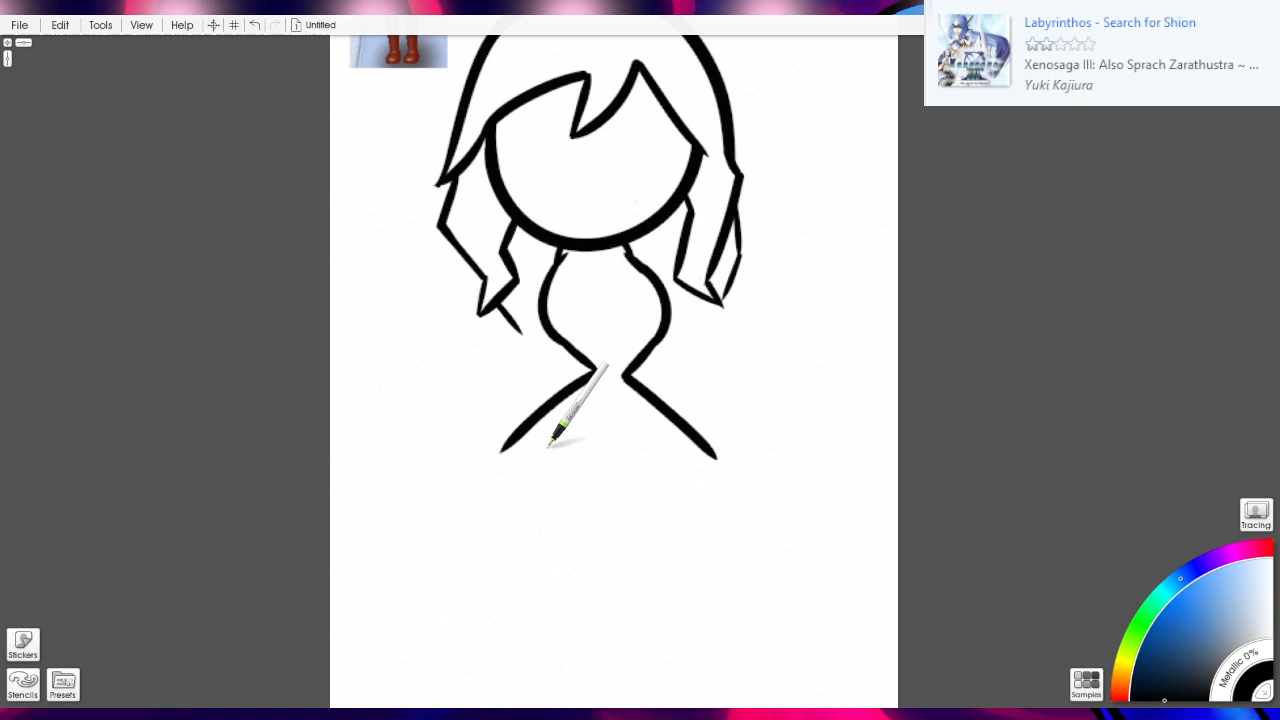 File Edit Tools View Help Untitled
Labyrinthos - Search for Shion
Xenosaga III: Also Sprach Zarathustra ~ ...
Yuki Kajiura
Tracing
Metallic 0%
Stickers
Stencils Presets
Samples